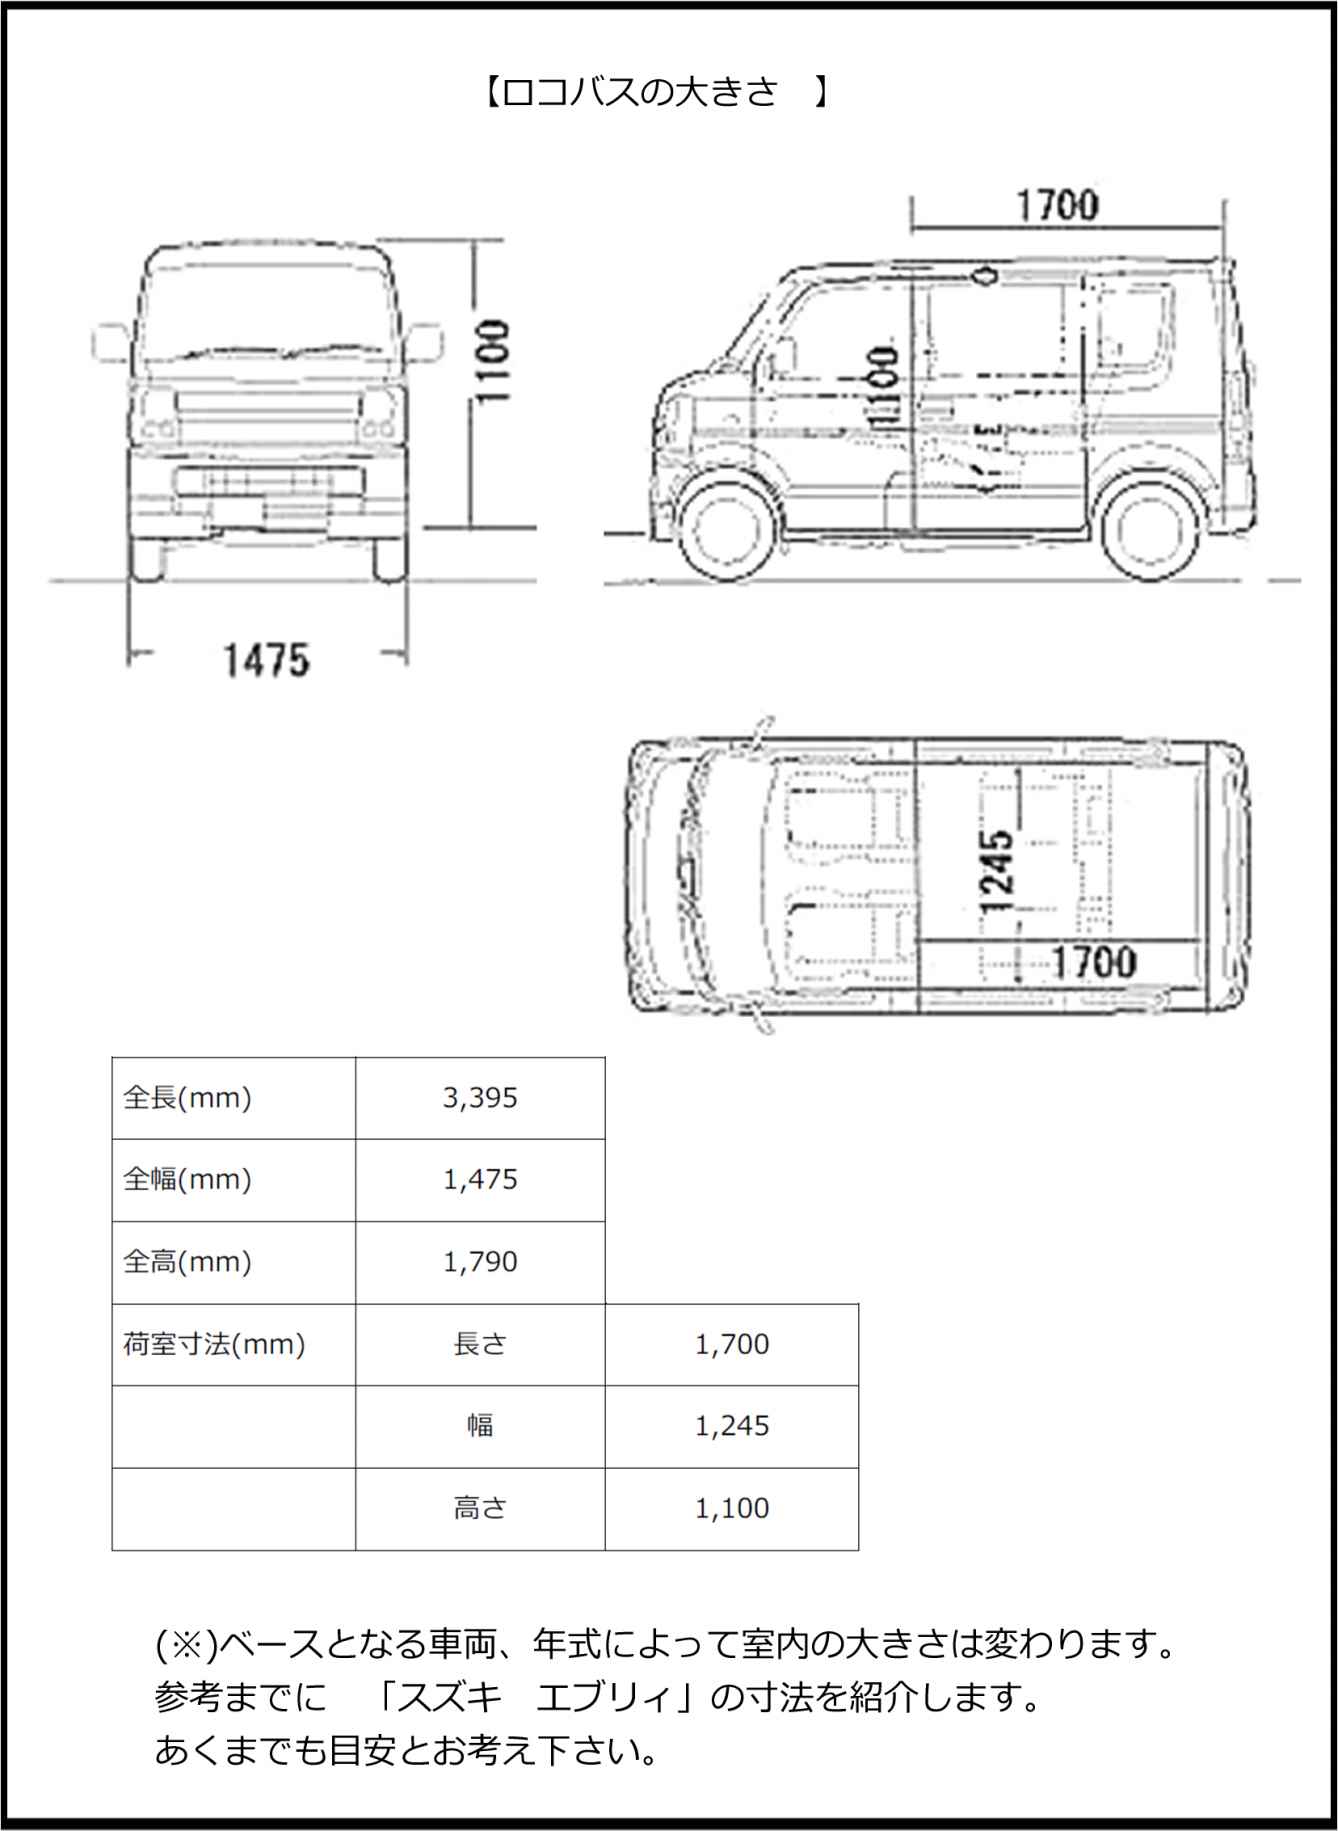 【ロコバスの大きさ　】
1700
1100
1100
1475
1245
1700
全長(mm) 3,395
全幅(mm) 1,475
全高(mm) 1,790
荷室寸法(mm) 長さ 1,700
幅 1,245
高さ 1,100
(※)ベースとなる車両、年式によって室内の大きさは変わります。
参考までに　「スズキ　エブリィ」の寸法を紹介します。
あくまでも目安とお考え下さい。